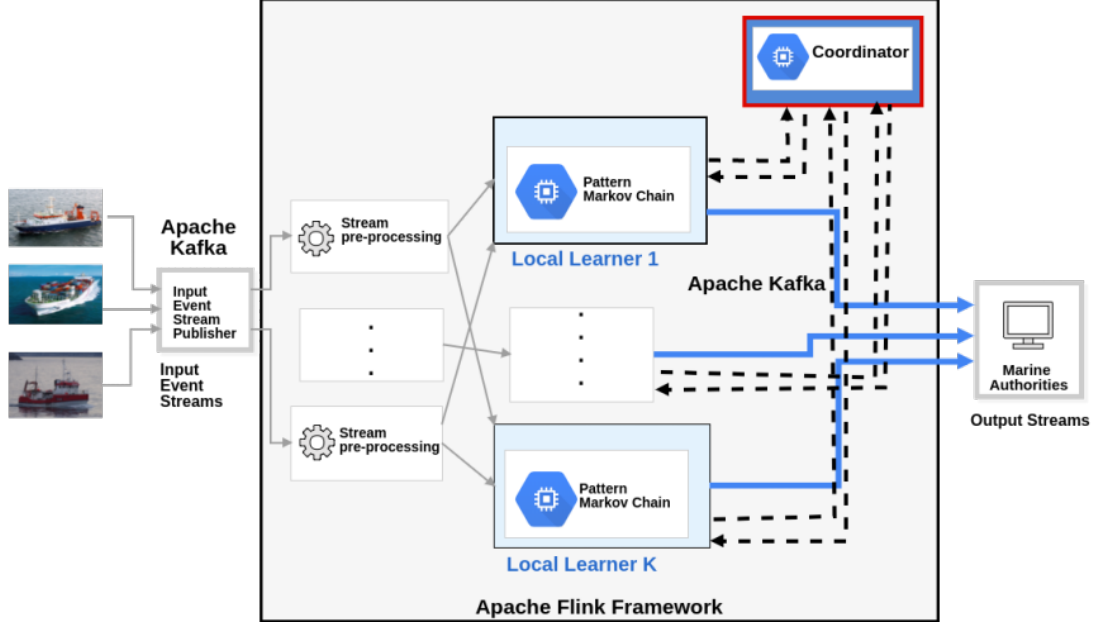 Coordinator
Pattern
Markov Chain
Local Learner 1
Apache
Kafka
Stream
pre-processing
Input
Event
Stream
Publisher
Input
Event
Streams
Apache Kafka
Stream
pre-processing
Pattern
Markov Chain
Local Learner K
Marine
Authorities
Output Streams
Apache Flink Framework